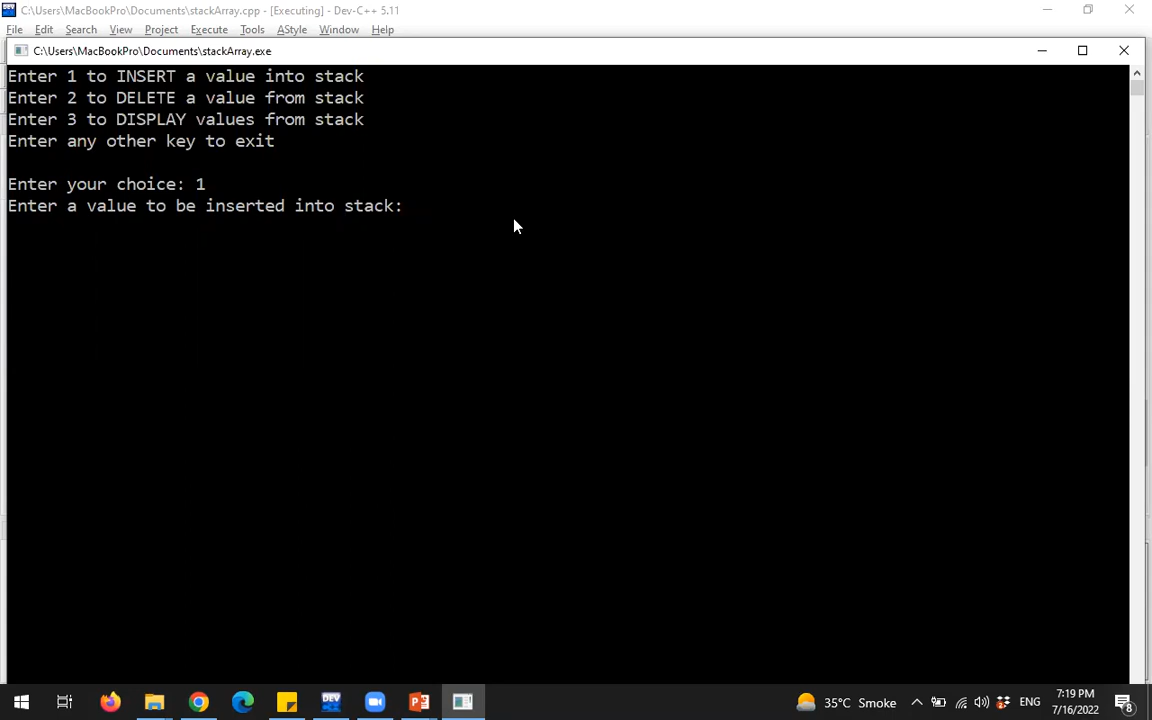 C:\Users\MacBookPro\Documents\stackArray.cpp - [Executing] - Dev-C++ 5.11
File Edit Search View Project Execute Tools AStyle Window Help
C:\Users\MacBookPro\Documents\stackArray.exe
Enter 1 to INSERT a value into stack
Enter 2 to DELETE a value from stack
Enter 3 to DISPLAY values from stack
Enter any other key to exit
Enter your choice: 1
Enter a value to be inserted into stack:
35°C Smoke
ENG
7:19 PM
7/16/2022
8
DEV